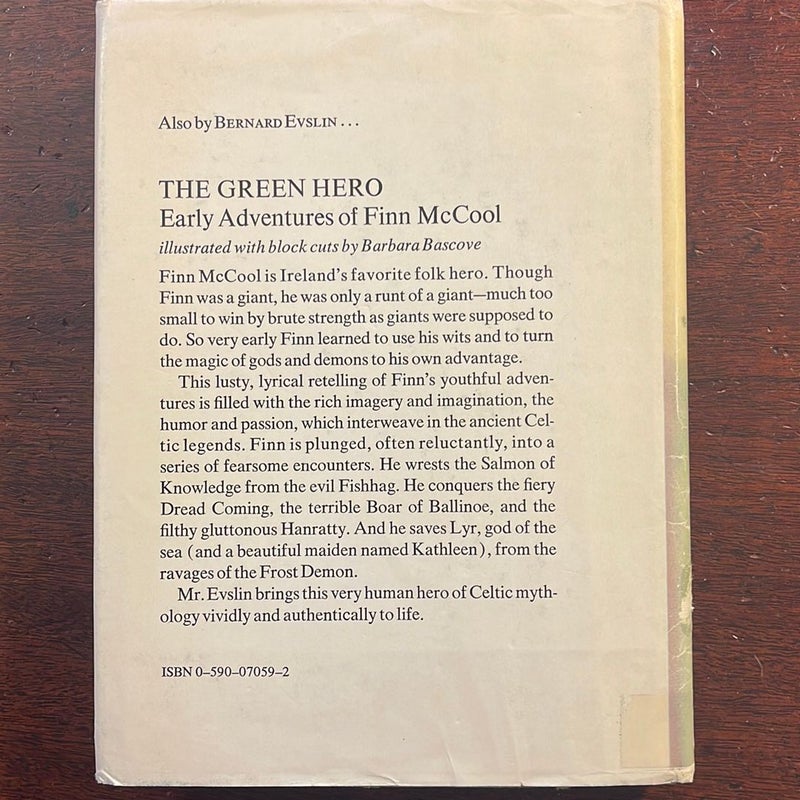 Also by BERNARD EVSLIN . . .
THE GREEN HERO
Early Adventures of Finn McCool
illustrated with block cuts by Barbara Bascove
Finn McCool is Ireland's favorite folk hero. Though
Finn was a giant, he was only a runt of a giant—much too
small to win by brute strength as giants were supposed to
do. So very early Finn learned to use his wits and to turn
the magic of gods and demons to his own advantage.
This lusty, lyrical retelling of Finn's youthful adven-
tures is filled with the rich imagery and imagination, the
humor and passion, which interweave in the ancient Cel-
tic legends. Finn is plunged, often reluctantly, into a
series of fearsome encounters. He wrests the Salmon of
Knowledge from the evil Fishhag. He conquers the fiery
Dread Coming, the terrible Boar of Ballinoe, and the
filthy gluttonous Hanratty. And he saves Lyr, god of the
sea (and a beautiful maiden named Kathleen), from the
ravages of the Frost Demon.
Mr. Evslin brings this very human hero of Celtic myth-
ology vividly and authentically to life.
ISBN 0–590–07059–2